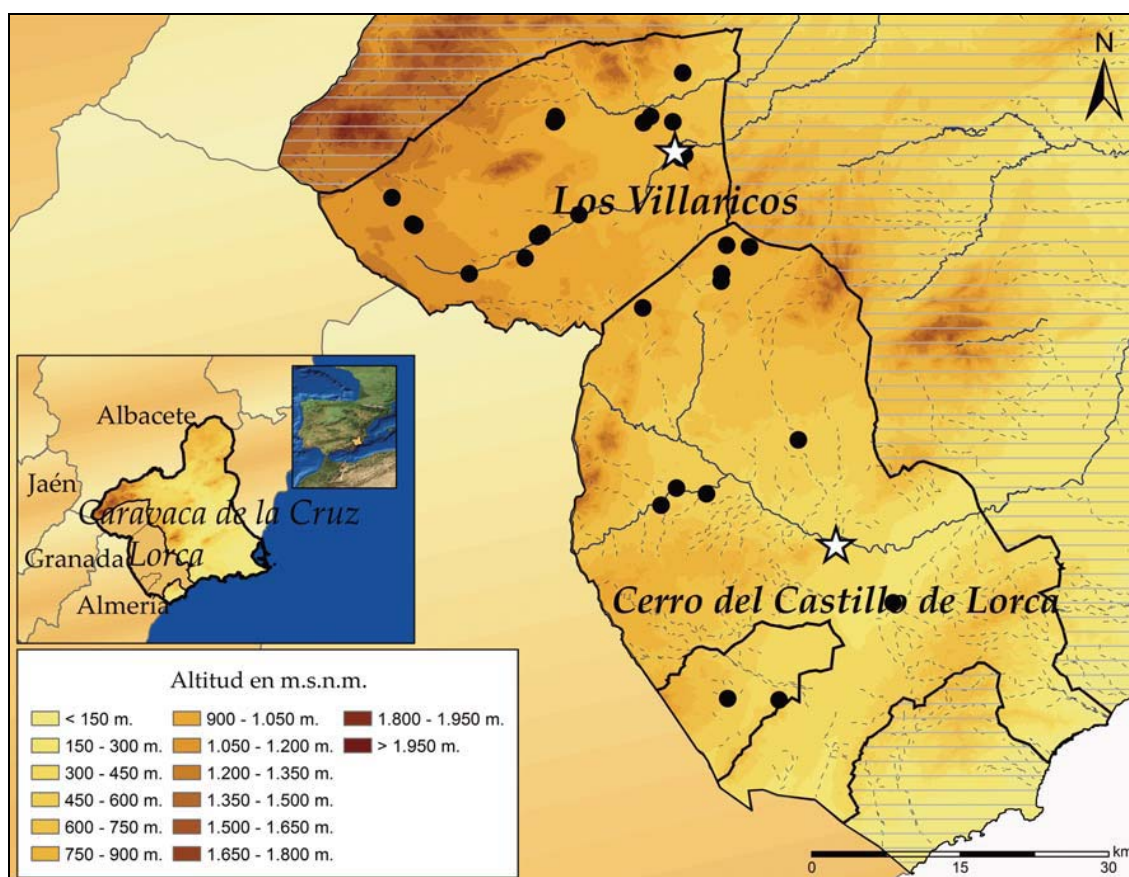 N
Los Villaricos
Albacete
Jaén
Caravaca de la Cruz
Granada
Lorca
Almería
Cerro del Castillo de Lorca
Altitud en m.s.n.m.
< 150 m.
150 - 300 m.
300 - 450 m.
450 - 600 m.
600 - 750 m.
750 - 900 m.
900 - 1.050 m.
1.050 - 1.200 m.
1.200 - 1.350 m.
1.350 - 1.500 m.
1.500 - 1.650 m.
1.650 - 1.800 m.
1.800 - 1.950 m.
> 1.950 m.
km
0 15 30